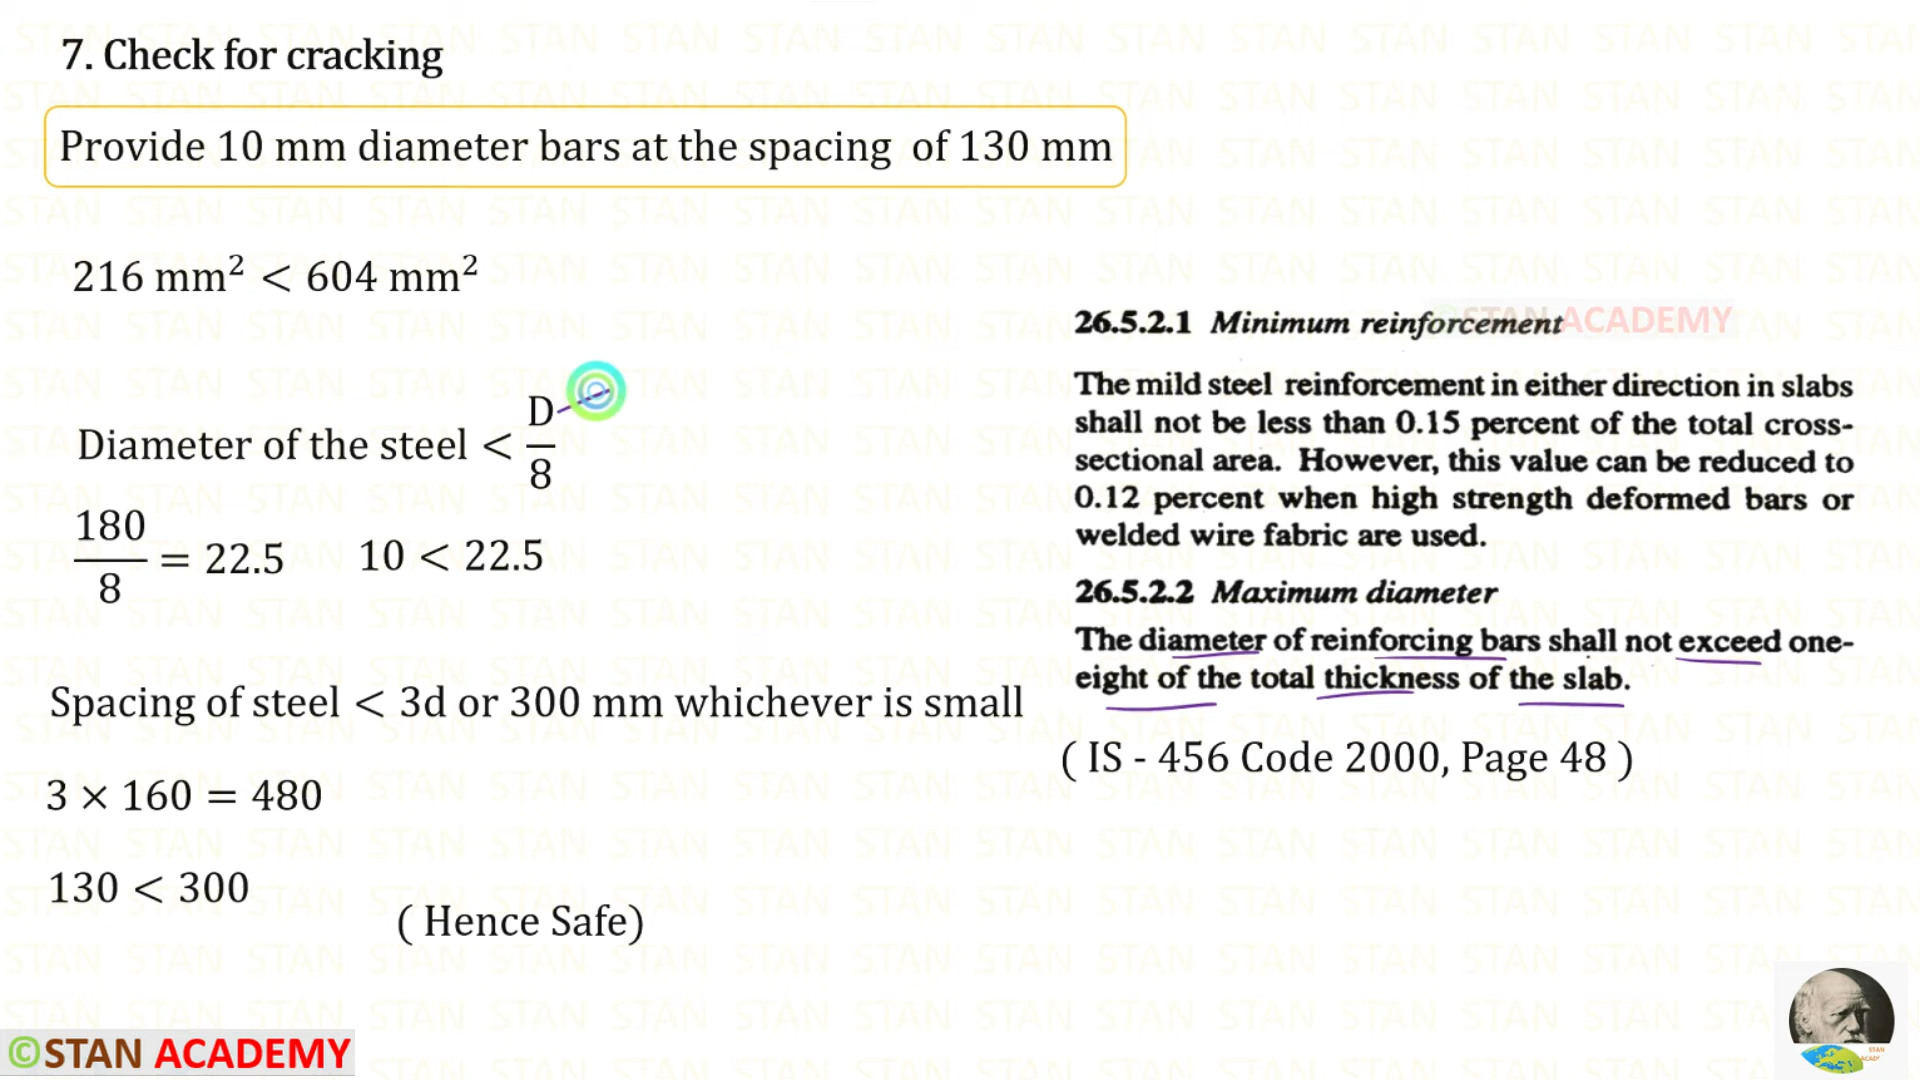 7. Check for cracking
Provide 10 mm diameter bars at the spacing of 130 mm
216 mm² < 604 mm²
Diameter of the steel < D/8
180/8 = 22.5 10 < 22.5
Spacing of steel < 3d or 300 mm whichever is small
3 × 160 = 480
130 < 300
( Hence Safe)
©STAN ACADEMY
26.5.2.1 Minimum reinforcement
The mild steel reinforcement in either direction in slabs
shall not be less than 0.15 percent of the total cross-
sectional area. However, this value can be reduced to
0.12 percent when high strength deformed bars or
welded wire fabric are used.
26.5.2.2 Maximum diameter
The diameter of reinforcing bars shall not exceed one-
eight of the total thickness of the slab.
( IS - 456 Code 2000, Page 48 )
©STAN ACADEMY
STAN